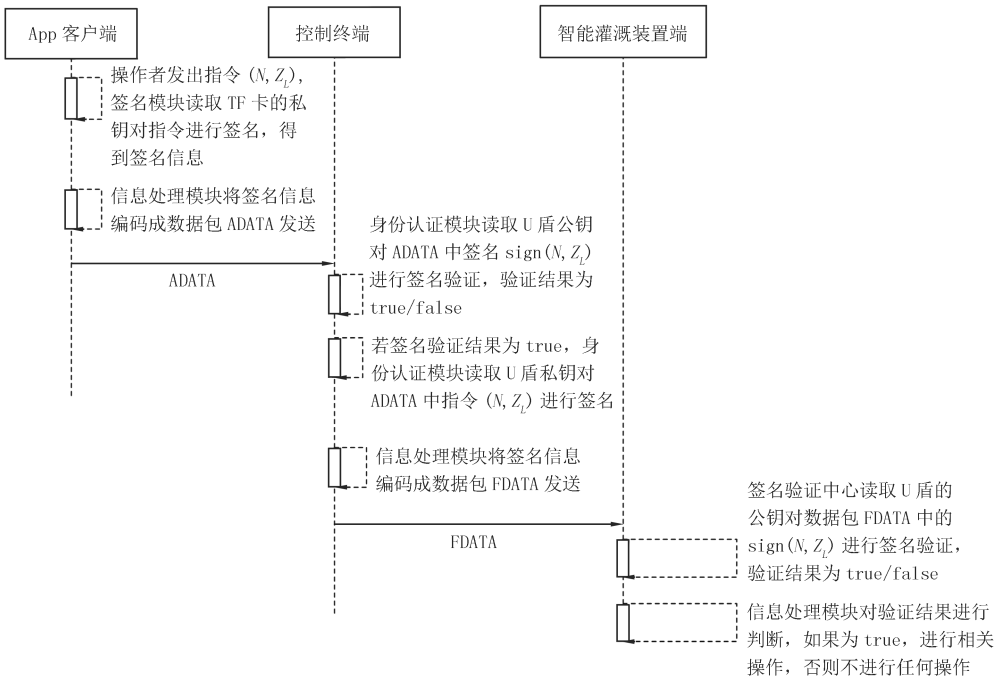 App 客户端
控制终端
智能灌溉装置端
操作者发出指令 (N, Z_L),
签名模块读取 TF 卡的私
钥对指令进行签名，得
到签名信息
信息处理模块将签名信息
编码成数据包 ADATA 发送
ADATA
身份认证模块读取 U 盾公钥
对 ADATA 中签名 sign(N, Z_L)
进行签名验证，验证结果为
true/false
若签名验证结果为 true，身
份认证模块读取 U 盾私钥对
ADATA 中指令 (N, Z_L) 进行签名
信息处理模块将签名信息
编码成数据包 FDATA 发送
FDATA
签名验证中心读取 U 盾的
公钥对数据包 FDATA 中的
sign(N, Z_L) 进行签名验证，
验证结果为 true/false
信息处理模块对验证结果进行
判断，如果为 true，进行相关
操作，否则不进行任何操作